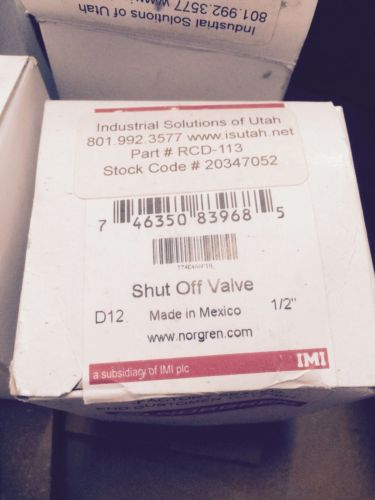 Industrial Solutions of Utah
801.992.3577
Industrial Solutions of Utah
801.992.3577 www.isutah.net
Part # RCD-113
Stock Code # 20347052
7 46350 83968 5
Shut Off Valve
D12 Made in Mexico 1/2"
www.norgren.com
a subsidiary of IMI plc IMI